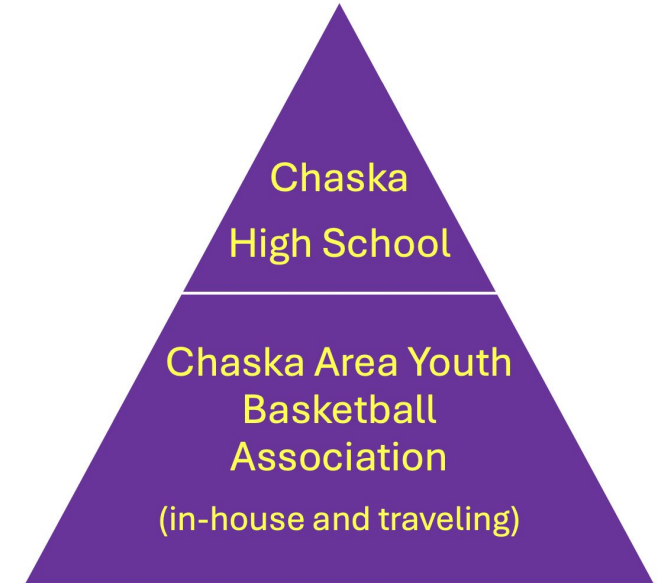 Chaska
High School
Chaska Area Youth
Basketball
Association
(in-house and traveling)